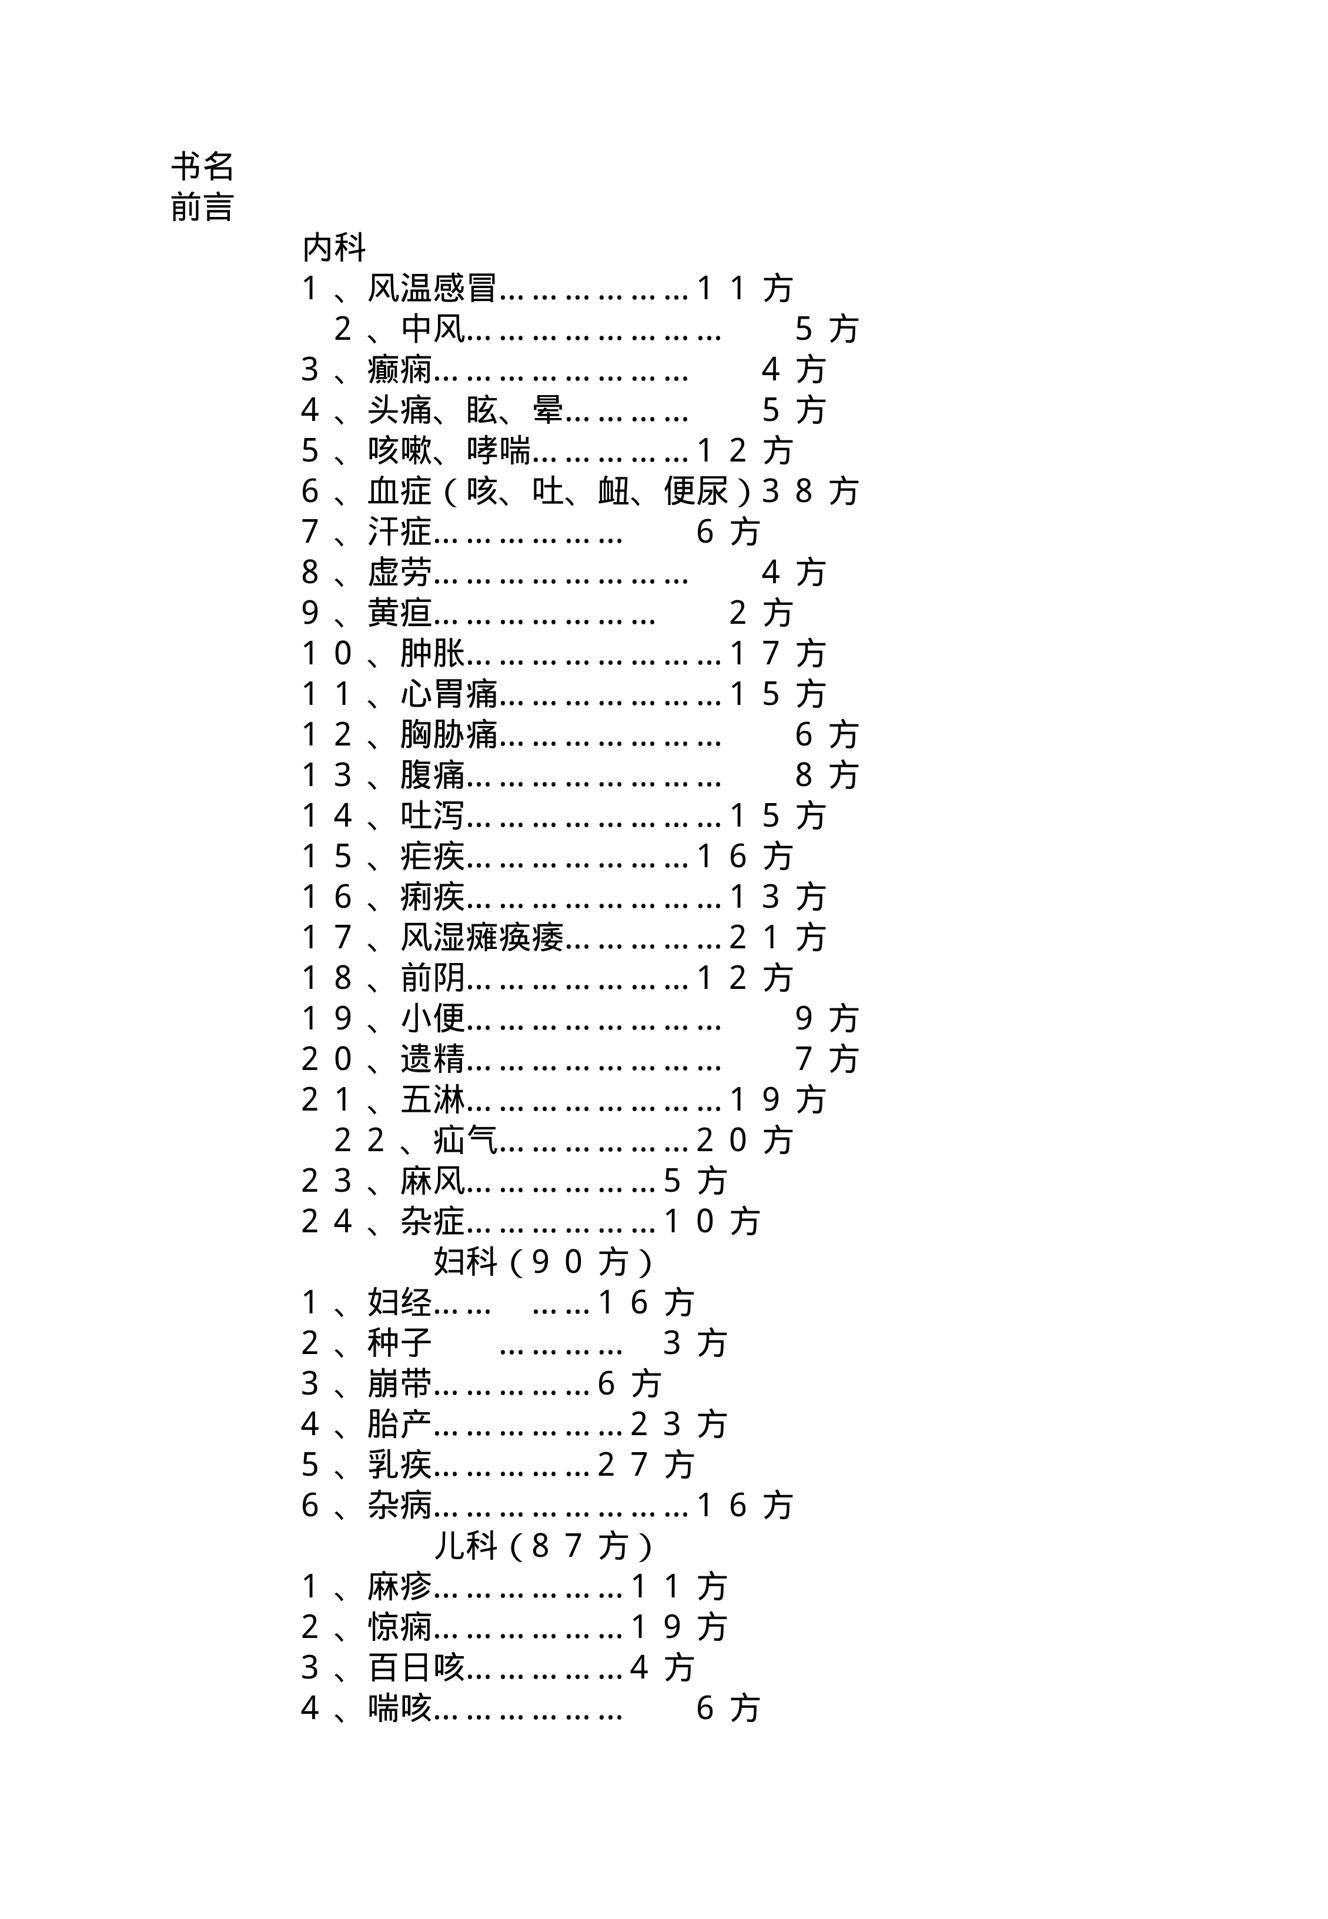 书名
前言
内科
1、风温感冒………………11方
2、中风……………………　　5方
3、癫痫……………………　　4方
4、头痛、眩、晕…………　　5方
5、咳嗽、哮喘……………12方
6、血症(咳、吐、衄、便尿)38方
7、汗症………………　　6方
8、虚劳……………………　　4方
9、黄疸…………………　　2方
10、肿胀……………………17方
11、心胃痛…………………15方
12、胸胁痛…………………　　6方
13、腹痛……………………　　8方
14、吐泻……………………15方
15、疟疾…………………16方
16、痢疾……………………13方
17、风湿瘫痪痿……………21方
18、前阴…………………12方
19、小便……………………　　9方
20、遗精……………………　　7方
21、五淋……………………19方
22、疝气………………20方
23、麻风………………5方
24、杂症………………10方
妇科(90方)
1、妇经……　……16方
2、种子　　…………　3方
3、崩带……………6方
4、胎产………………23方
5、乳疾……………27方
6、杂病……………………16方
儿科(87方)
1、麻疹………………11方
2、惊痫………………19方
3、百日咳……………4方
4、喘咳………………　　6方